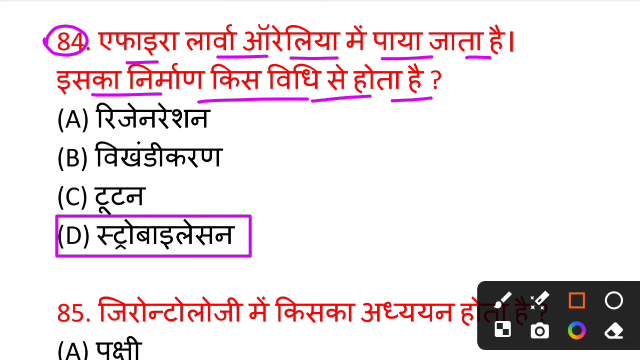 84. एफाइरा लार्वा ऑरेलिया में पाया जाता है।
इसका निर्माण किस विधि से होता है ?
(A) रिजेनरेशन
(B) विखंडीकरण
(C) टूटन
(D) स्ट्रोबाइलेसन
85. जिरोन्टोलोजी में किसका अध्ययन होता है ?
(A) पक्षी